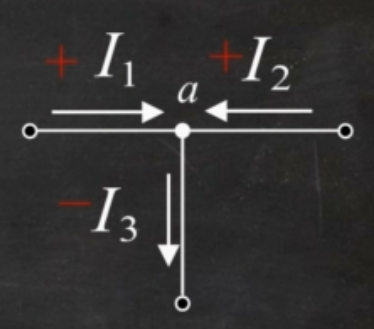 + I₁ a + I₂
− I₃